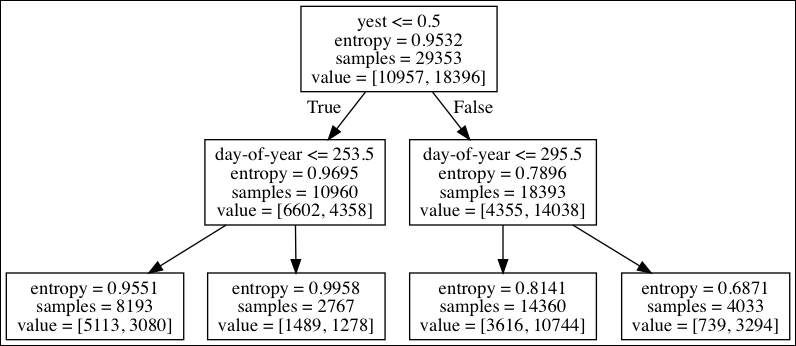 yest <= 0.5
entropy = 0.9532
samples = 29353
value = [10957, 18396]
True
False
day-of-year <= 253.5
entropy = 0.9695
samples = 10960
value = [6602, 4358]
day-of-year <= 295.5
entropy = 0.7896
samples = 18393
value = [4355, 14038]
entropy = 0.9551
samples = 8193
value = [5113, 3080]
entropy = 0.9958
samples = 2767
value = [1489, 1278]
entropy = 0.8141
samples = 14360
value = [3616, 10744]
entropy = 0.6871
samples = 4033
value = [739, 3294]